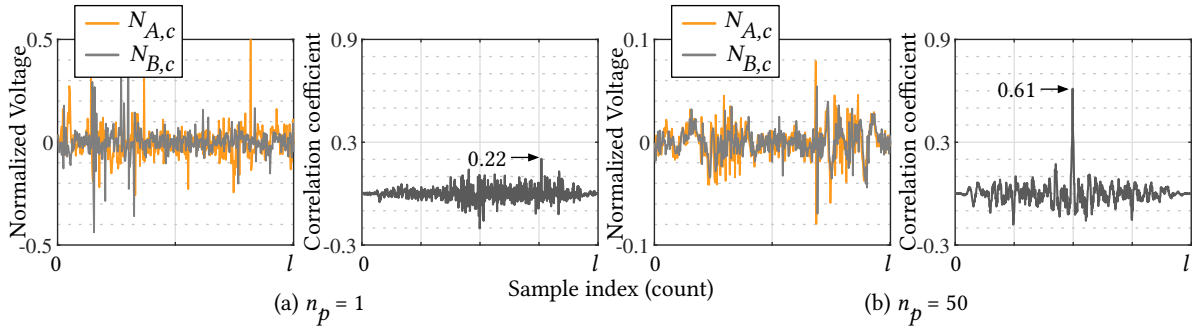 N_{A,c}
N_{B,c}
Normalized Voltage
0.5
0
-0.5
0
l
Correlation coefficient
0.9
0.3
-0.3
0.22
0
l
N_{A,c}
N_{B,c}
Normalized Voltage
0.1
0
-0.1
0
l
Correlation coefficient
0.9
0.3
-0.3
0.61
0
l
Sample index (count)
(a) n_p = 1
(b) n_p = 50